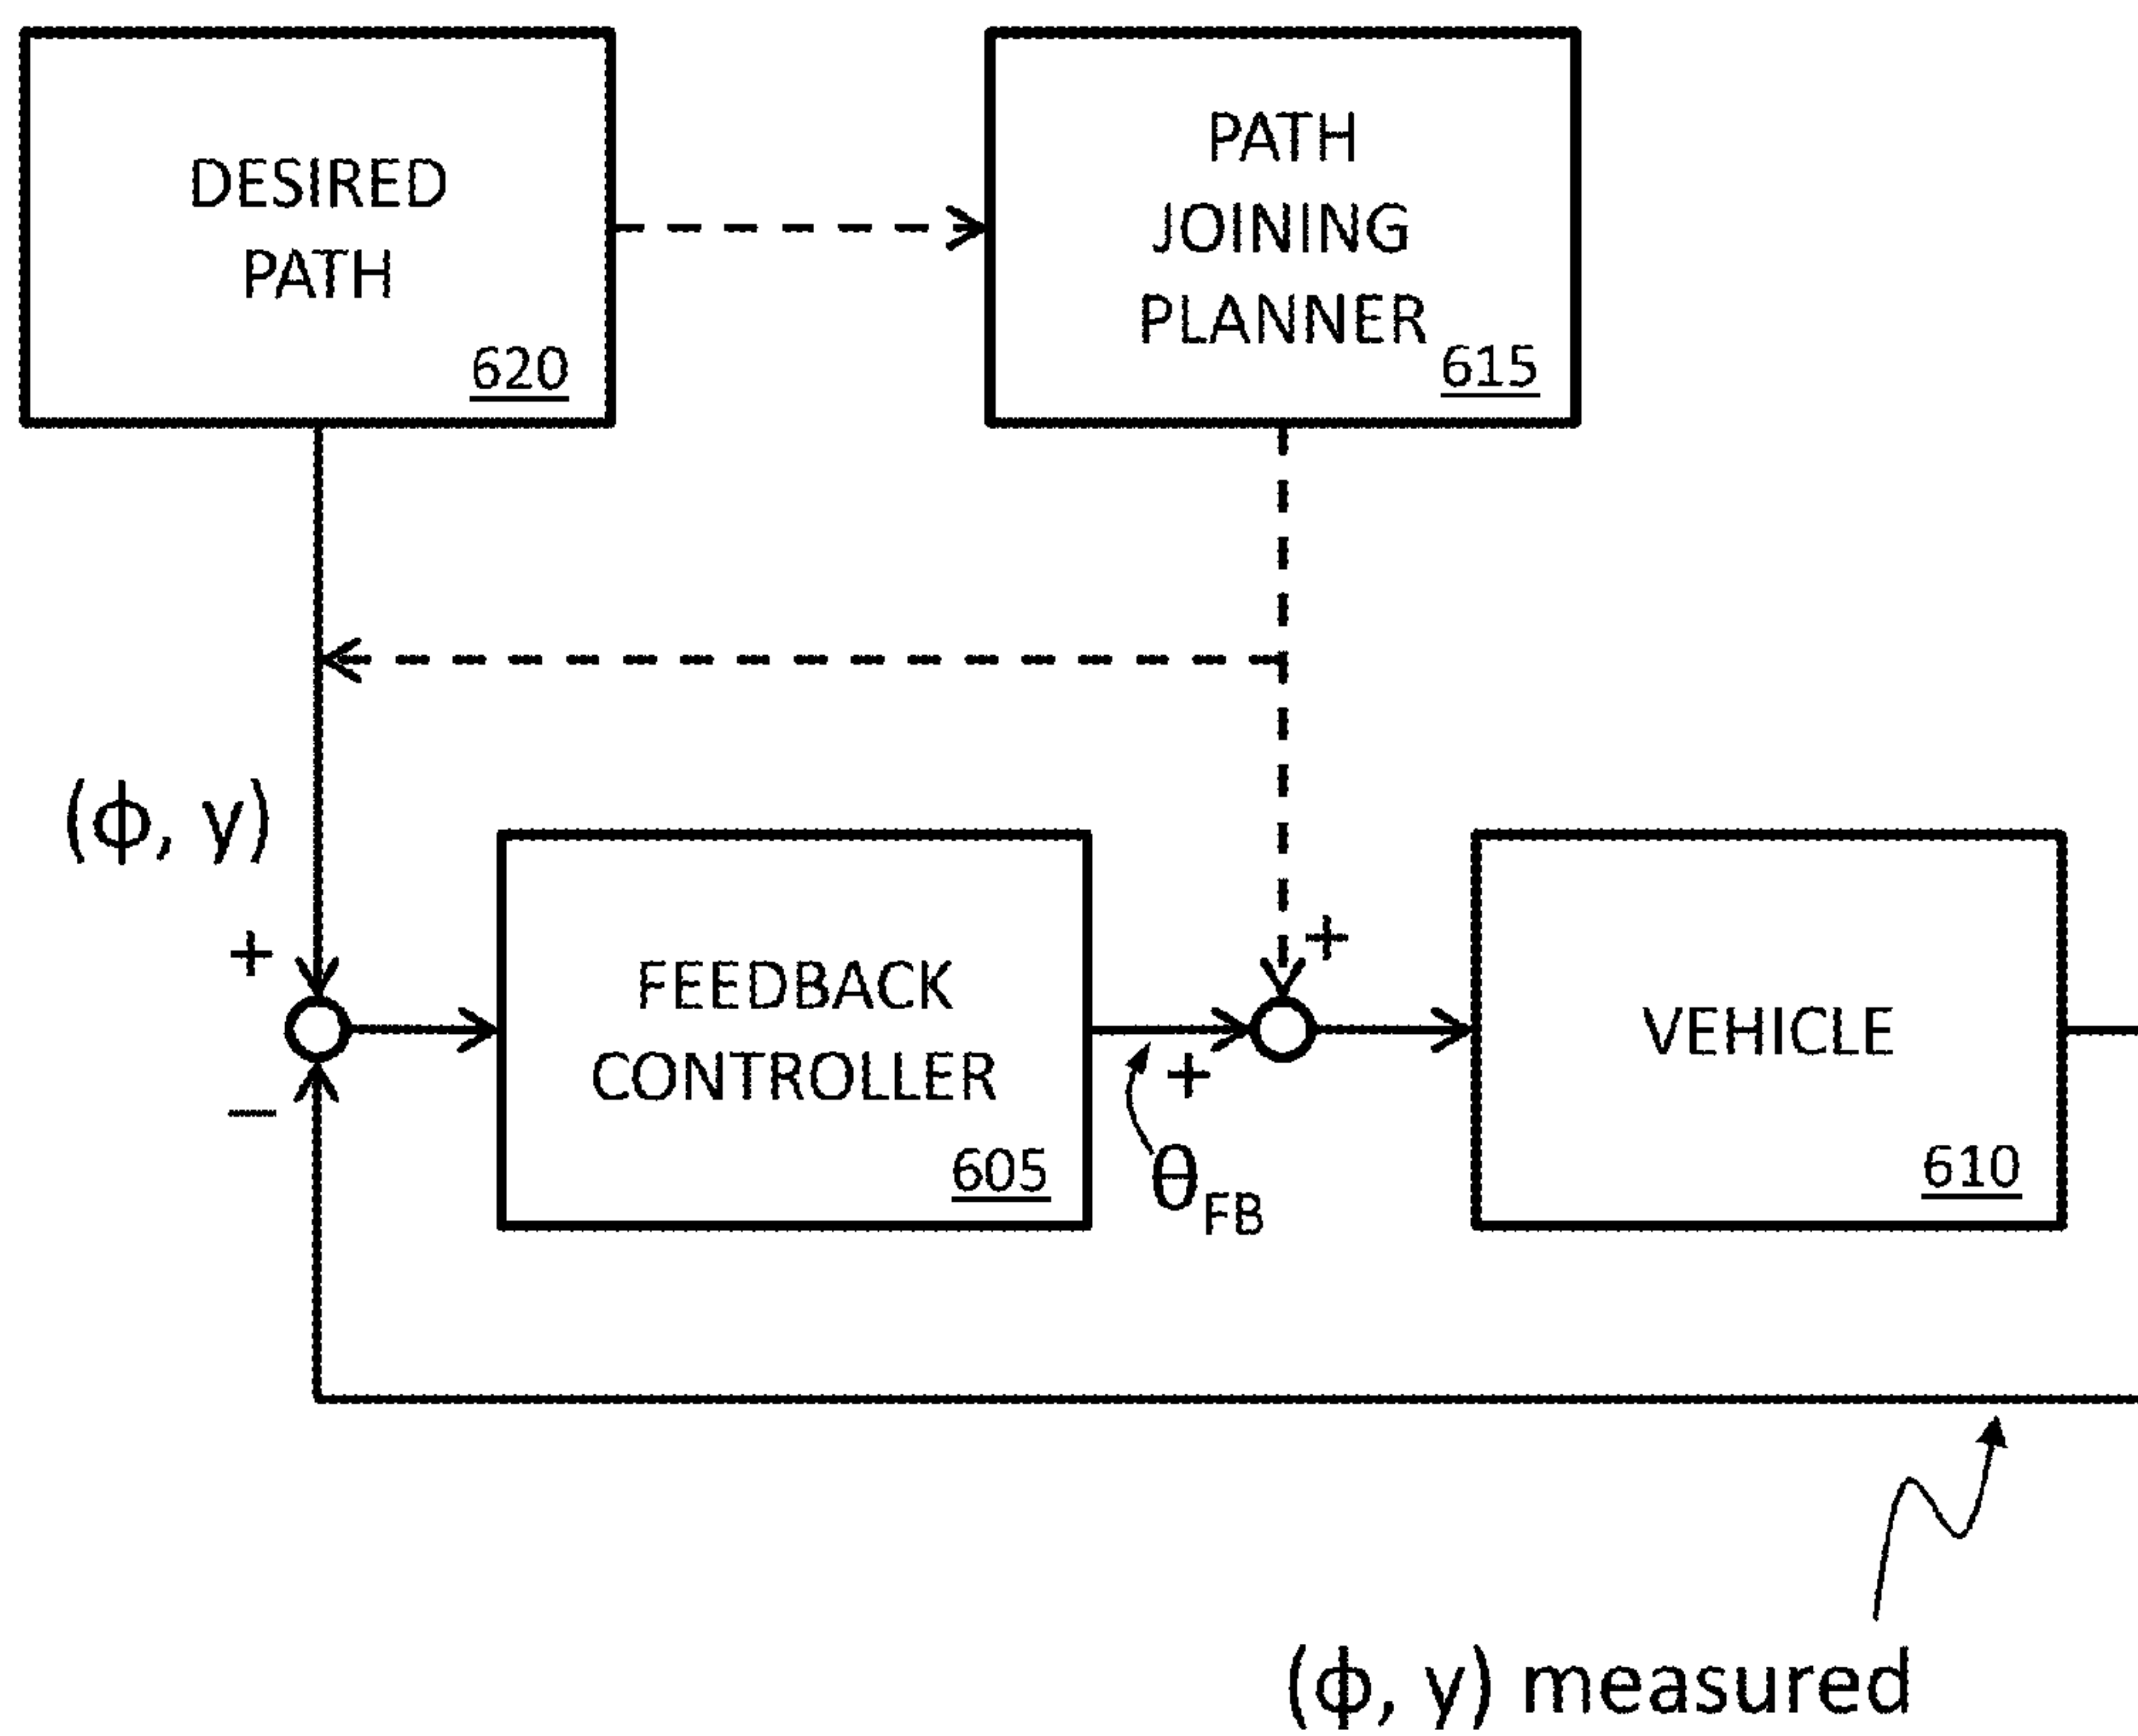 DESIRED
PATH
620
PATH
JOINING
PLANNER
615
(ϕ, y)
+
+
FEEDBACK
CONTROLLER
605
+
θFB
VEHICLE
610
−
(ϕ, y) measured